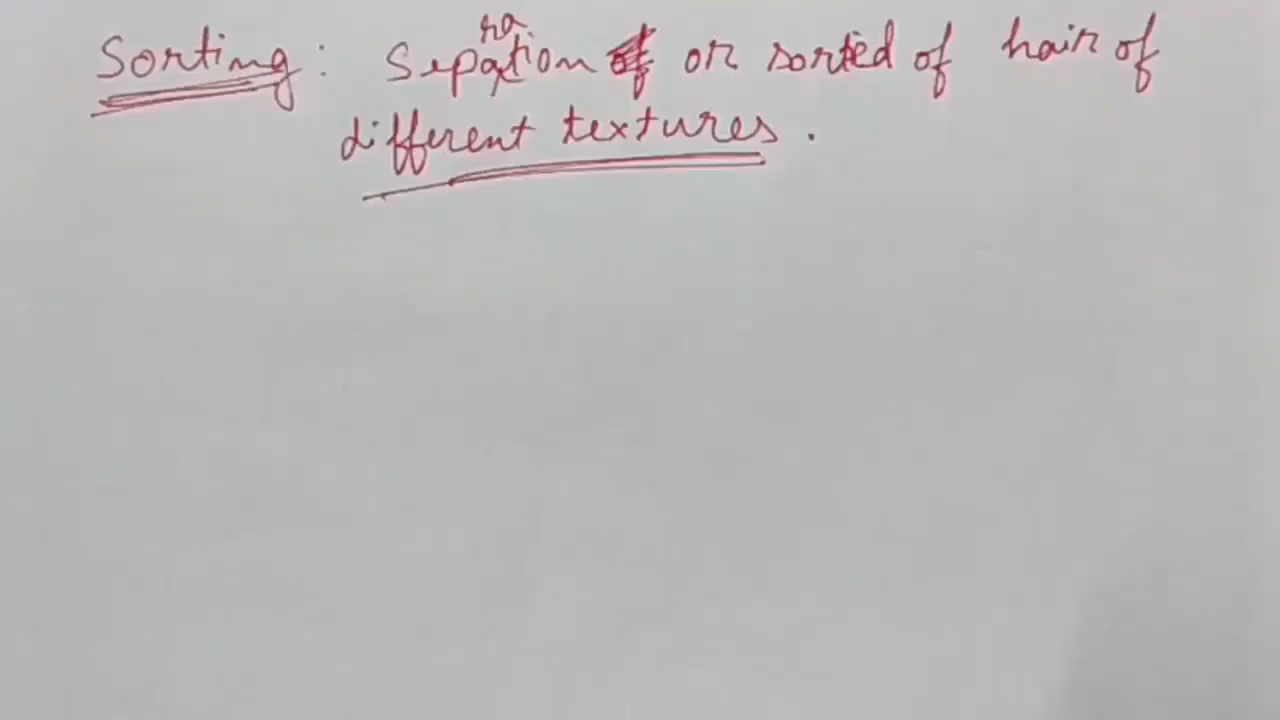 Sorting : Separation or sorted of hair of
different textures .